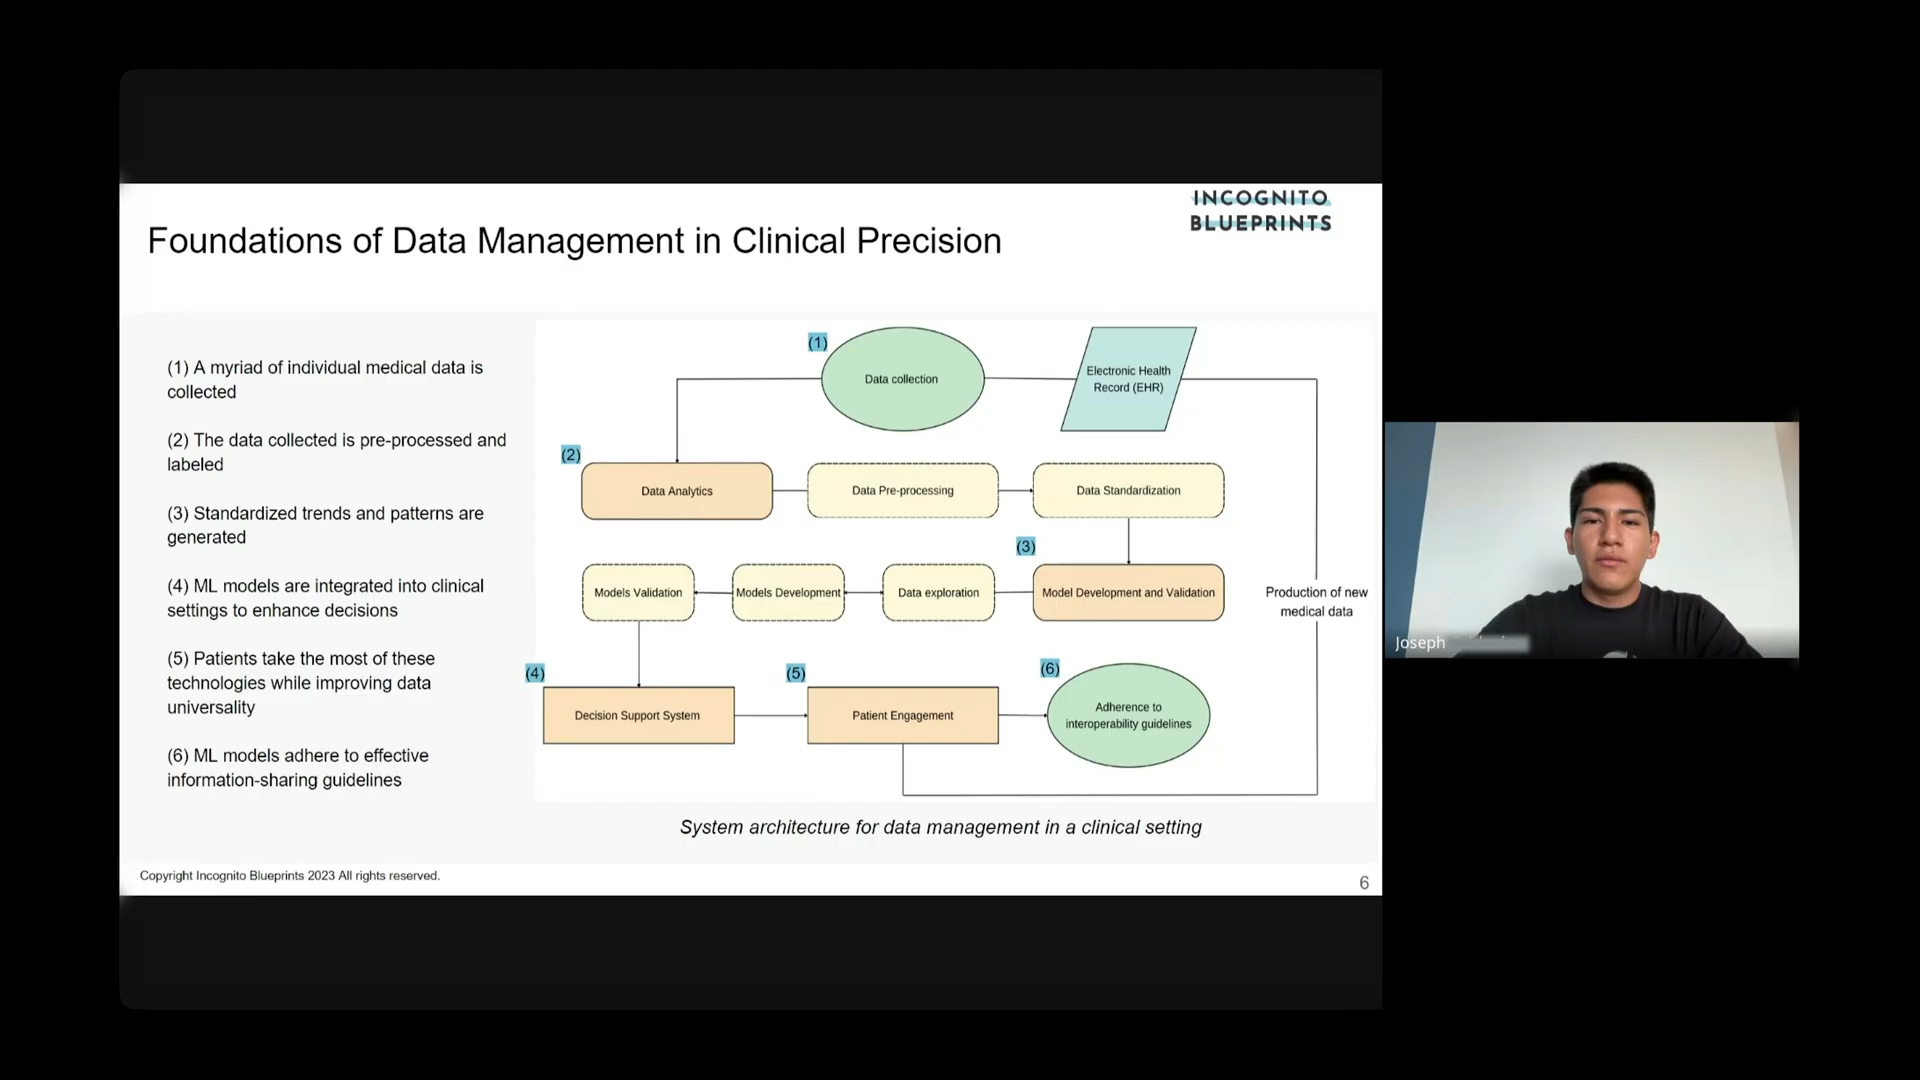 INCOGNITO
BLUEPRINTS
Foundations of Data Management in Clinical Precision
(1) A myriad of individual medical data is
collected
(2) The data collected is pre-processed and
labeled
(3) Standardized trends and patterns are
generated
(4) ML models are integrated into clinical
settings to enhance decisions
(5) Patients take the most of these
technologies while improving data
universality
(6) ML models adhere to effective
information-sharing guidelines
(1)
Data collection
Electronic Health
Record (EHR)
(2)
Data Analytics
Data Pre-processing
Data Standardization
(3)
Models Validation
Models Development
Data exploration
Model Development and Validation
Production of new
medical data
(4)
Decision Support System
(5)
Patient Engagement
(6)
Adherence to
interoperability guidelines
System architecture for data management in a clinical setting
Copyright Incognito Blueprints 2023 All rights reserved.
6
Joseph